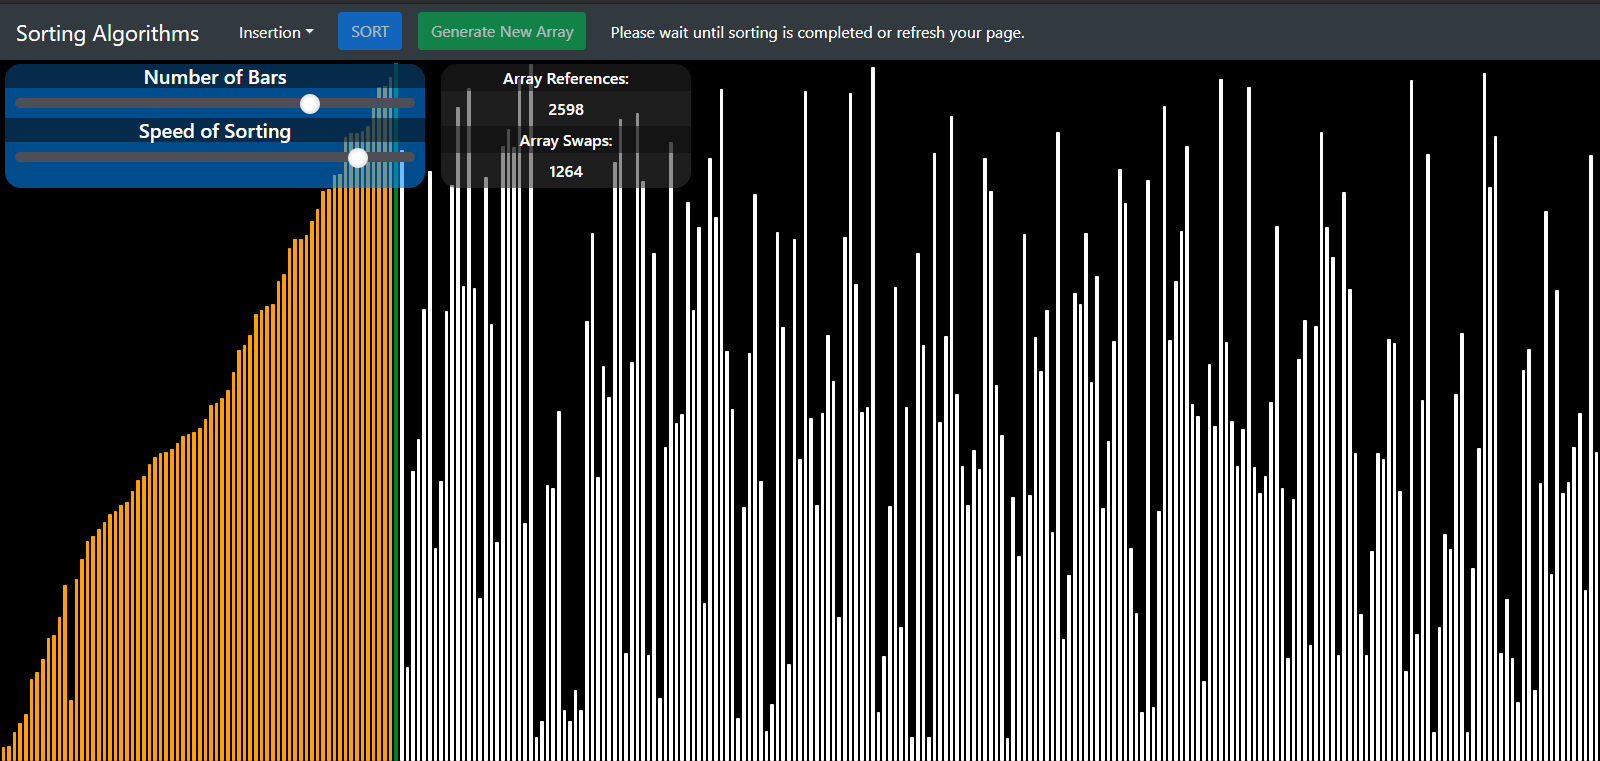 Sorting Algorithms
Insertion
SORT
Generate New Array
Please wait until sorting is completed or refresh your page.
Number of Bars
Speed of Sorting
Array References:
2598
Array Swaps:
1264